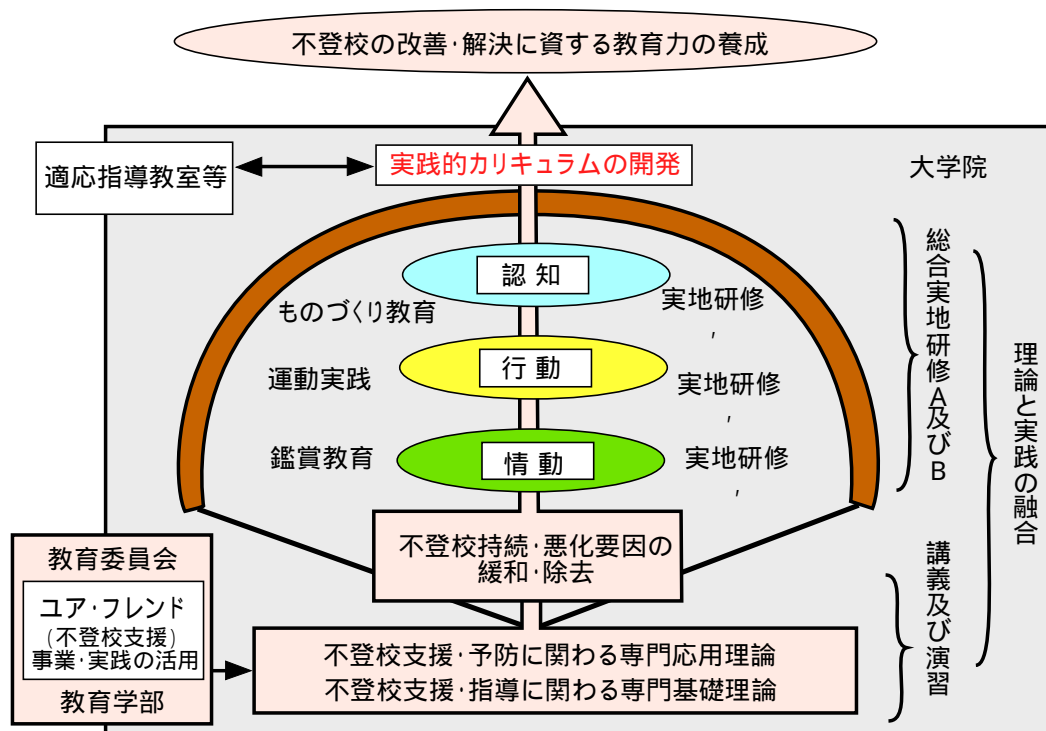 不登校の改善・解決に資する教育力の養成
適応指導教室等
実践的カリキュラムの開発
大学院
認知
ものづくり教育
実地研修
,
行動
運動実践
実地研修
,
情動
鑑賞教育
実地研修
,
総合実地研修A及びB
理論と実践の融合
講義及び演習
不登校持続・悪化要因の
緩和・除去
教育委員会
ユア・フレンド
(不登校支援)
事業・実践の活用
教育学部
不登校支援・予防に関わる専門応用理論
不登校支援・指導に関わる専門基礎理論